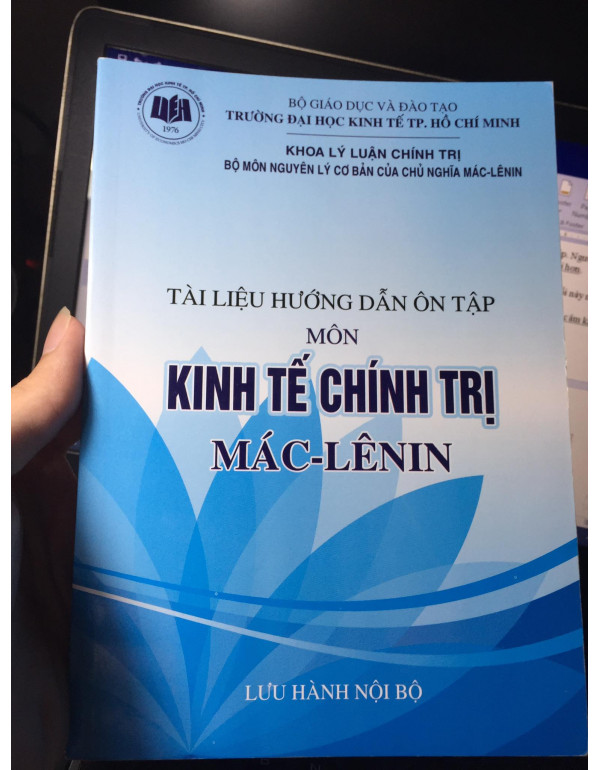 BỘ GIÁO DỤC VÀ ĐÀO TẠO
TRƯỜNG ĐẠI HỌC KINH TẾ TP. HỒ CHÍ MINH
KHOA LÝ LUẬN CHÍNH TRỊ
BỘ MÔN NGUYÊN LÝ CƠ BẢN CỦA CHỦ NGHĨA MÁC-LÊNIN
UEH
1976
TÀI LIỆU HƯỚNG DẪN ÔN TẬP
MÔN
KINH TẾ CHÍNH TRỊ
MÁC-LÊNIN
LƯU HÀNH NỘI BỘ